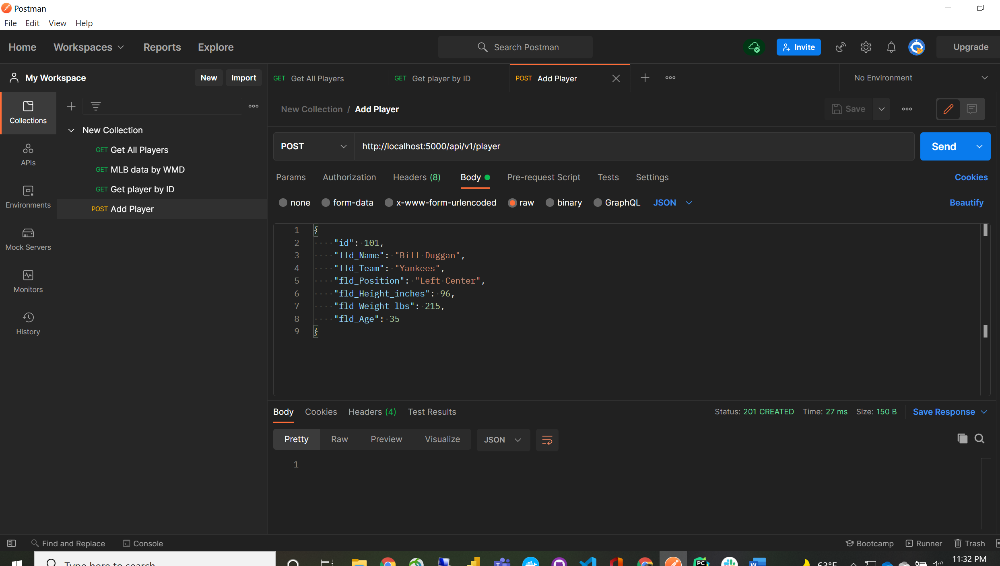 Postman
File Edit View Help
Home Workspaces Reports Explore Search Postman Invite Upgrade
My Workspace New Import GET Get All Players GET Get player by ID POST Add Player No Environment
Collections
New Collection / Add Player Save
New Collection
GET Get All Players
GET MLB data by WMD
GET Get player by ID
POST Add Player
APIs
Environments
Mock Servers
Monitors
History
POST http://localhost:5000/api/v1/player Send
Params Authorization Headers (8) Body Pre-request Script Tests Settings Cookies
none form-data x-www-form-urlencoded raw binary GraphQL JSON Beautify
1 {
2 "id": 101,
3 "fld_Name": "Bill Duggan",
4 "fld_Team": "Yankees",
5 "fld_Position": "Left Center",
6 "fld_Height_inches": 96,
7 "fld_Weight_lbs": 215,
8 "fld_Age": 35
9 }
Body Cookies Headers (4) Test Results Status: 201 CREATED Time: 27 ms Size: 150 B Save Response
Pretty Raw Preview Visualize JSON
1
Find and Replace Console Bootcamp Runner Trash
Type here to search PC W 63°F 11:32 PM